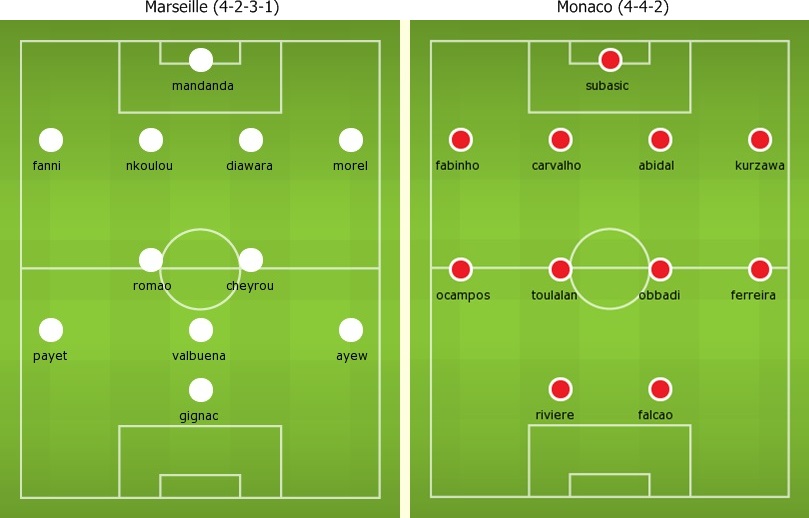 Marseille (4-2-3-1)
mandanda
fanni nkoulou diawara morel
romao cheyrou
payet valbuena ayew
gignac
Monaco (4-4-2)
subasic
fabinho carvalho abidal kurzawa
ocampos toulalan obbadi ferreira
riviere falcao